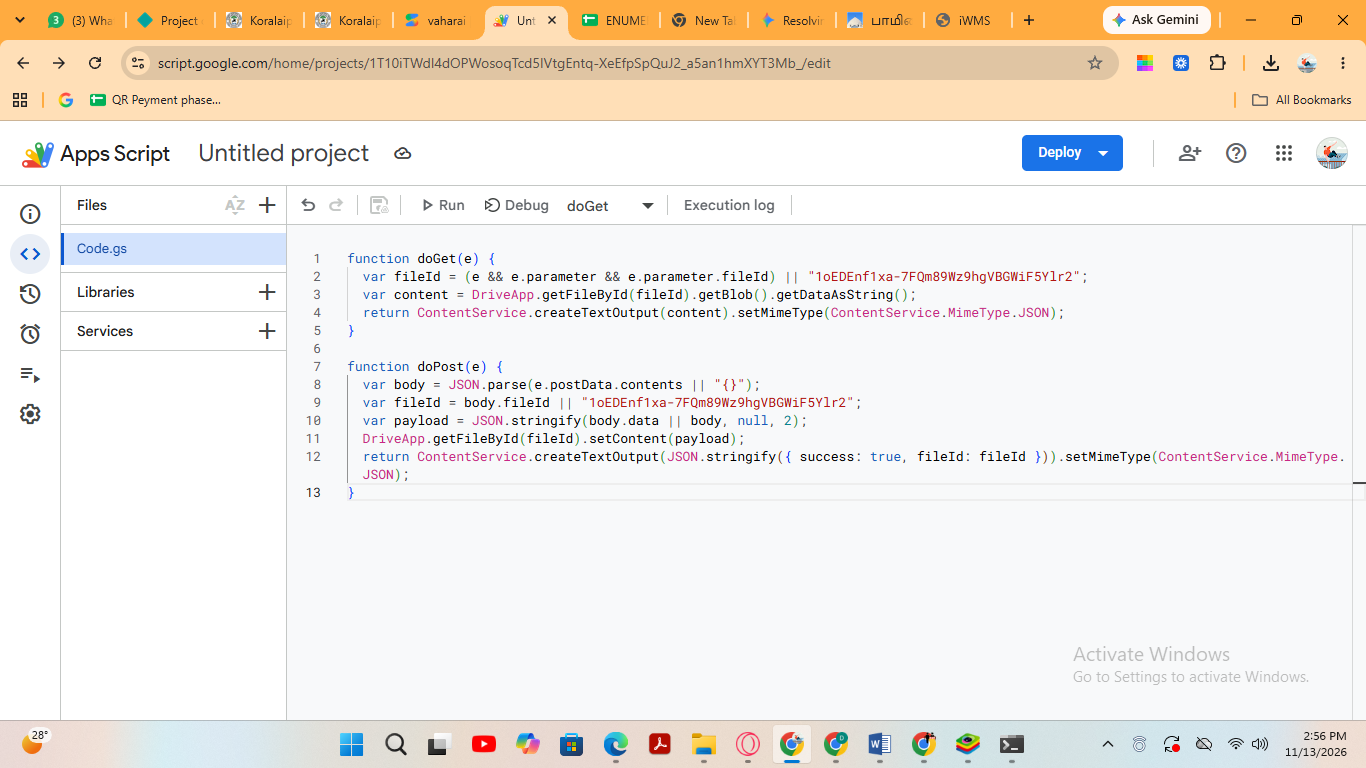 3 (3) Wha
Project
Koralaip
Koralaip
vaharai
Unt
ENUME
New Ta
Resolvi
iWMS
Ask Gemini
script.google.com/home/projects/1T10iTWdl4dOPWosoqTcd5IVtgEntq-XeEfpSpQuJ2_a5an1hmXYT3Mb_/edit
QR Peyment phase...
All Bookmarks
Apps Script
Untitled project
Deploy
Files
AZ
Run
Debug
doGet
Execution log
Code.gs
Libraries
Services
1 function doGet(e) {
2 var fileId = (e && e.parameter && e.parameter.fileId) || "1oEDEnf1xa-7FQm89Wz9hgVBGWiF5Ylr2";
3 var content = DriveApp.getFileById(fileId).getBlob().getDataAsString();
4 return ContentService.createTextOutput(content).setMimeType(ContentService.MimeType.JSON);
5 }
6
7 function doPost(e) {
8 var body = JSON.parse(e.postData.contents || "{}");
9 var fileId = body.fileId || "1oEDEnf1xa-7FQm89Wz9hgVBGWiF5Ylr2";
10 var payload = JSON.stringify(body.data || body, null, 2);
11 DriveApp.getFileById(fileId).setContent(payload);
12 return ContentService.createTextOutput(JSON.stringify({ success: true, fileId: fileId })).setMimeType(ContentService.MimeType.
JSON);
13 }
Activate Windows
Go to Settings to activate Windows.
28°
2:56 PM
11/13/2026